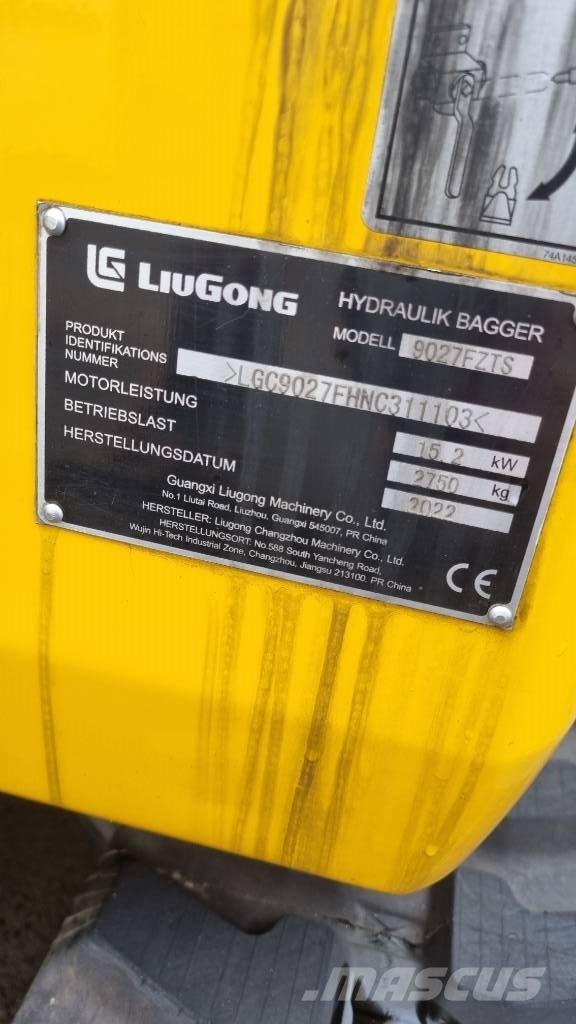 74A145
LG LIUGONG
HYDRAULIK BAGGER
MODELL 9027FZTS
PRODUKT
IDENTIFIKATIONS
NUMMER
>LGC9027FHNC311103<
MOTORLEISTUNG 15.2 kW
BETRIEBSLAST 2750 kg
HERSTELLUNGSDATUM 2022
Guangxi Liugong Machinery Co., Ltd.
No.1 Liutai Road, Liuzhou, Guangxi 545007, PR China
HERSTELLER: Liugong Changzhou Machinery Co., Ltd.
HERSTELLUNGSORT: No.588 South Yancheng Road,
Wujin Hi-Tech Industrial Zone, Changzhou, Jiangsu 213100. PR China
CE
MASCUS